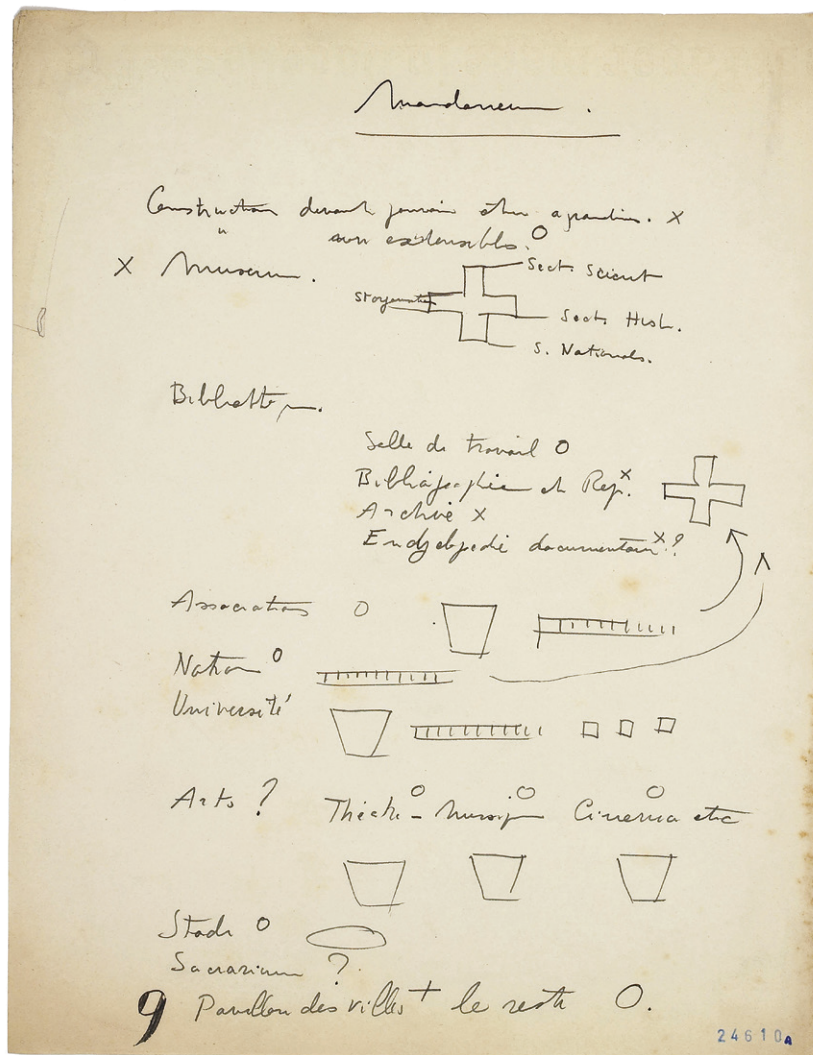 Mundaneum.
Construction devant pouvoir être agrandie. X
" non extensible. O
X Museum.
Sect. Scient
Sect. Hist.
S. Nationale.
Bibliothèque.
Salle de travail O
Bibliographie et Rep. X
Archive X
Encyclopedie documentaire X?
Associations O
Nation O
Université
Arts ?
Théâtre O - Musique O Cinema O etc
Stade O
Sacrarium ?
9 Pavillon des villes + le reste O.
24610A